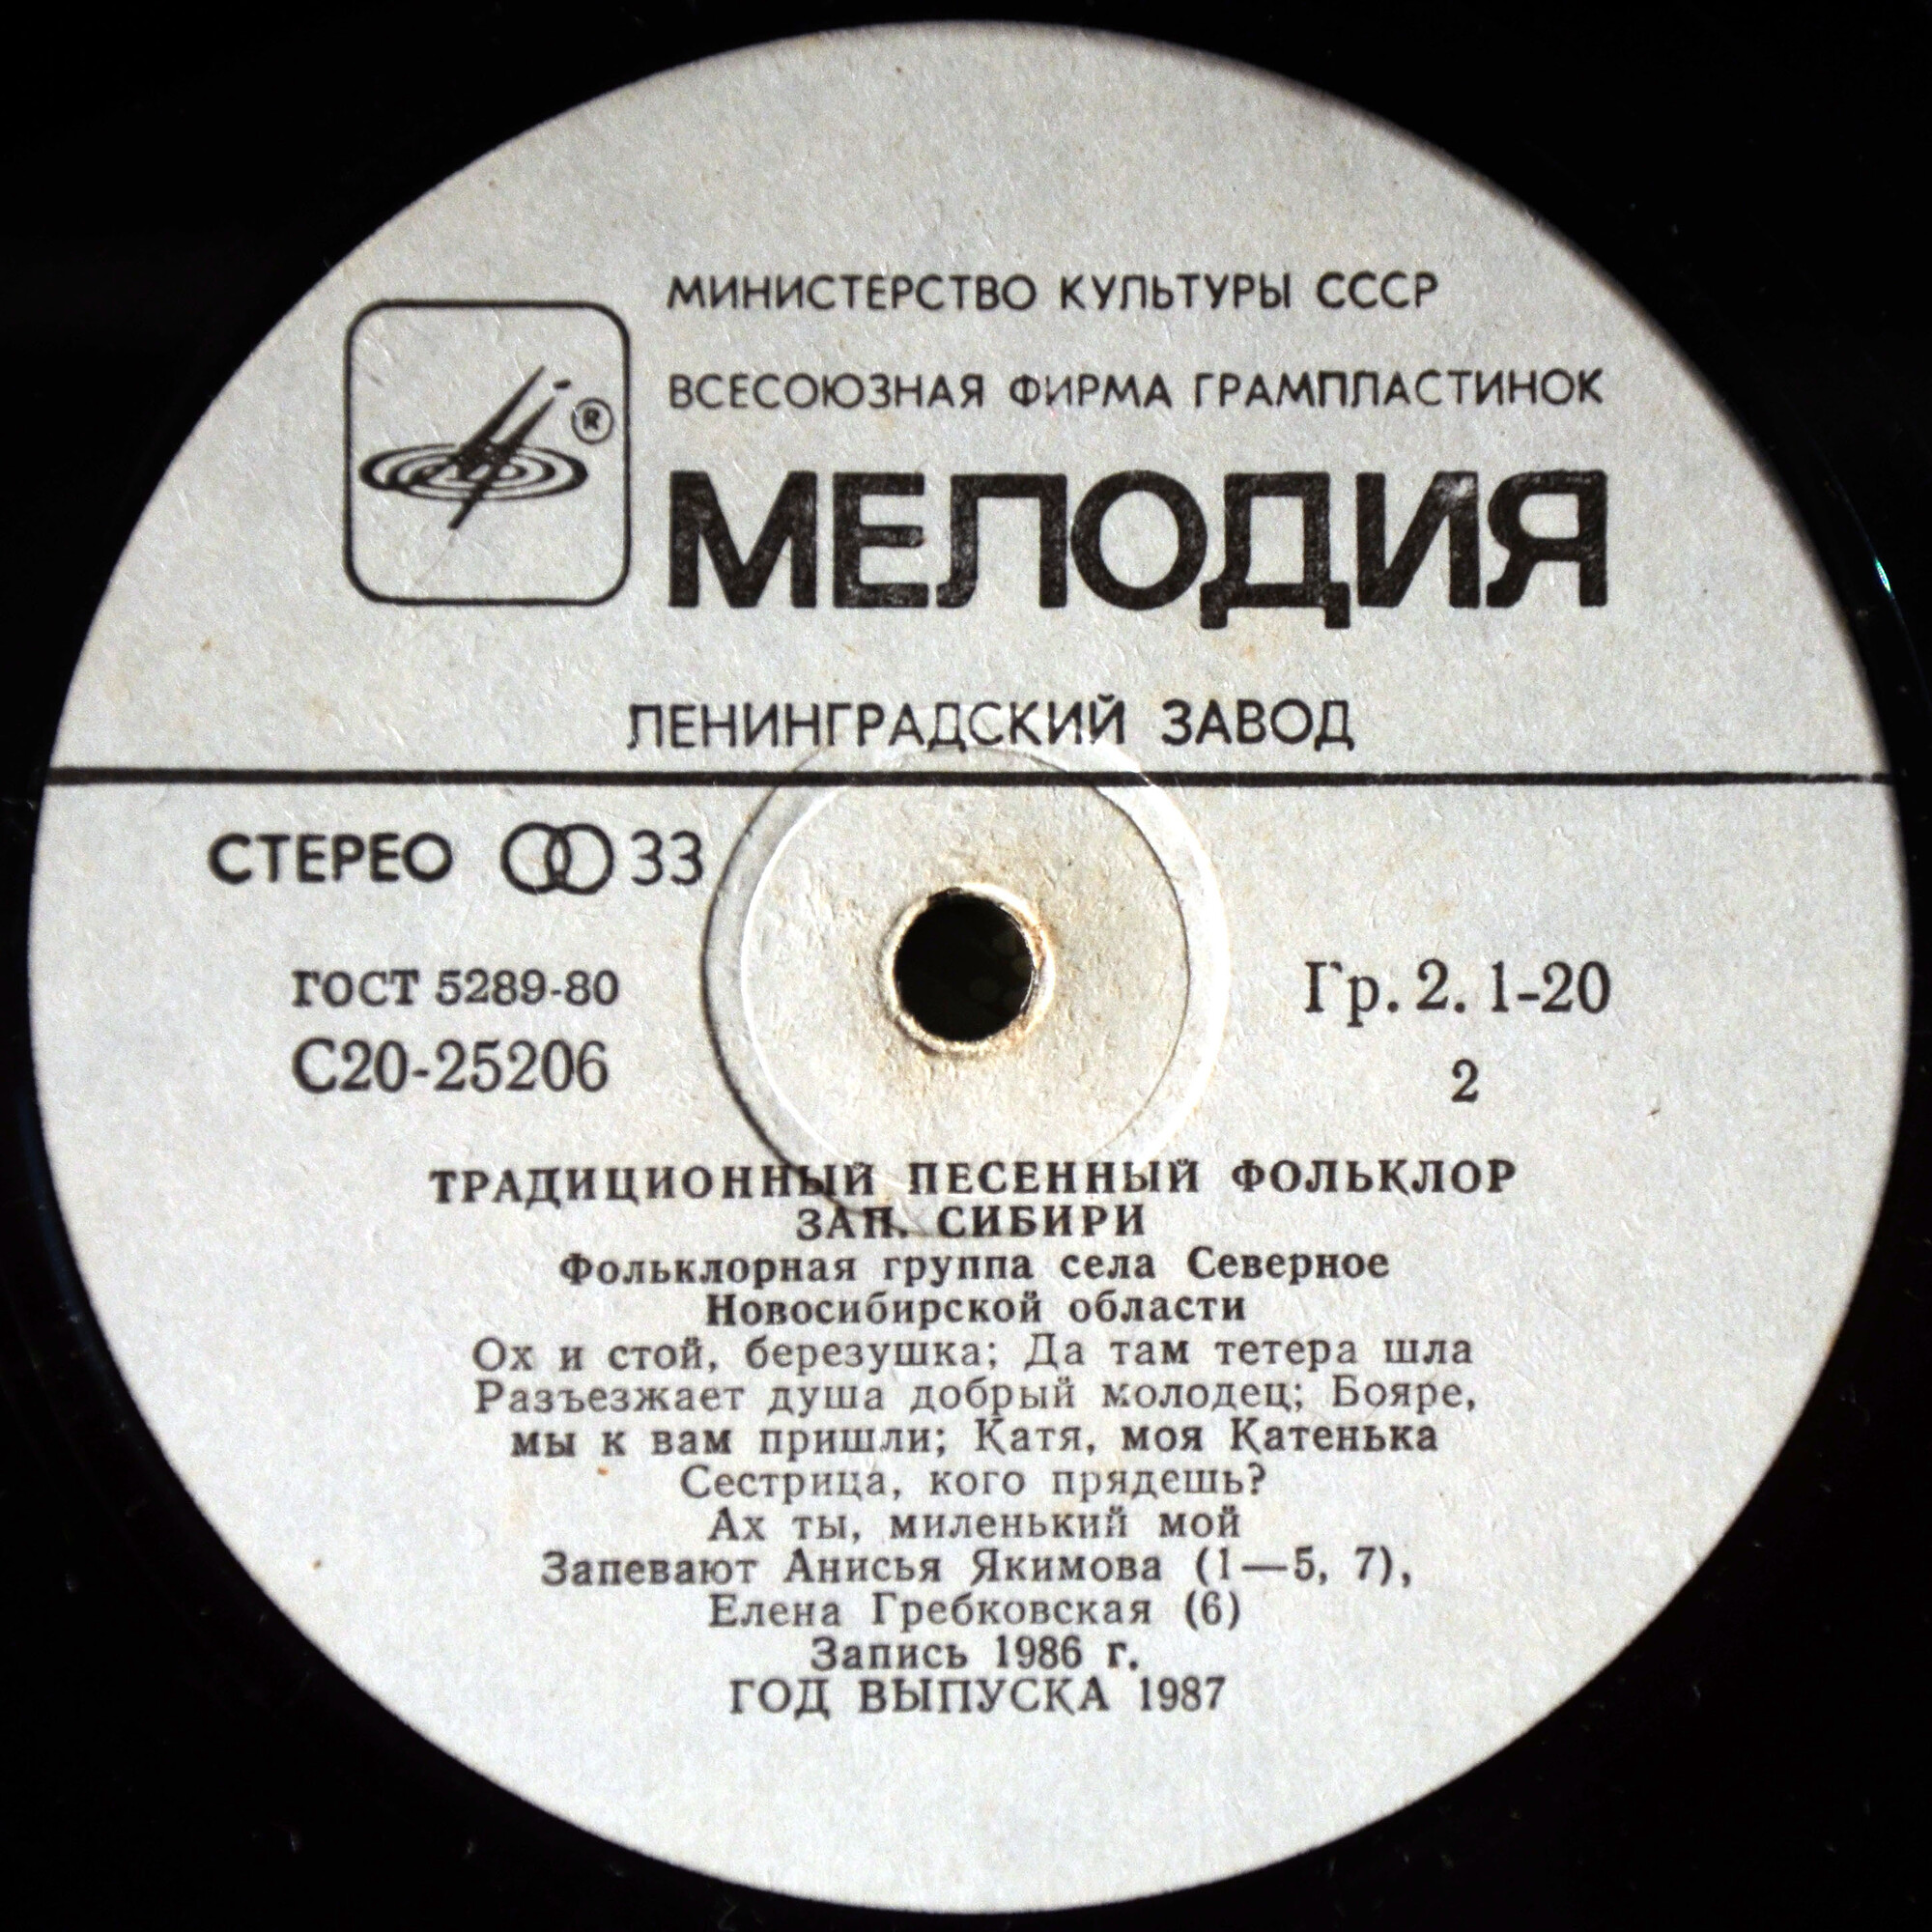 МИНИСТЕРСТВО КУЛЬТУРЫ СССР
ВСЕСОЮЗНАЯ ФИРМА ГРАМПЛАСТИНОК
®
МЕЛОДИЯ
ЛЕНИНГРАДСКИЙ ЗАВОД
СТЕРЕО 33
ГОСТ 5289-80
Гр. 2. 1-20
С20-25206
2
ТРАДИЦИОННЫЙ ПЕСЕННЫЙ ФОЛЬКЛОР
ЗАП. СИБИРИ
Фольклорная группа села Северное
Новосибирской области
Ох и стой, березушка; Да там тетера шла
Разъезжает душа добрый молодец; Бояре,
мы к вам пришли; Катя, моя Катенька
Сестрица, кого прядешь?
Ах ты, миленький мой
Запевают Анисья Якимова (1—5, 7),
Елена Гребковская (6)
Запись 1986 г.
ГОД ВЫПУСКА 1987